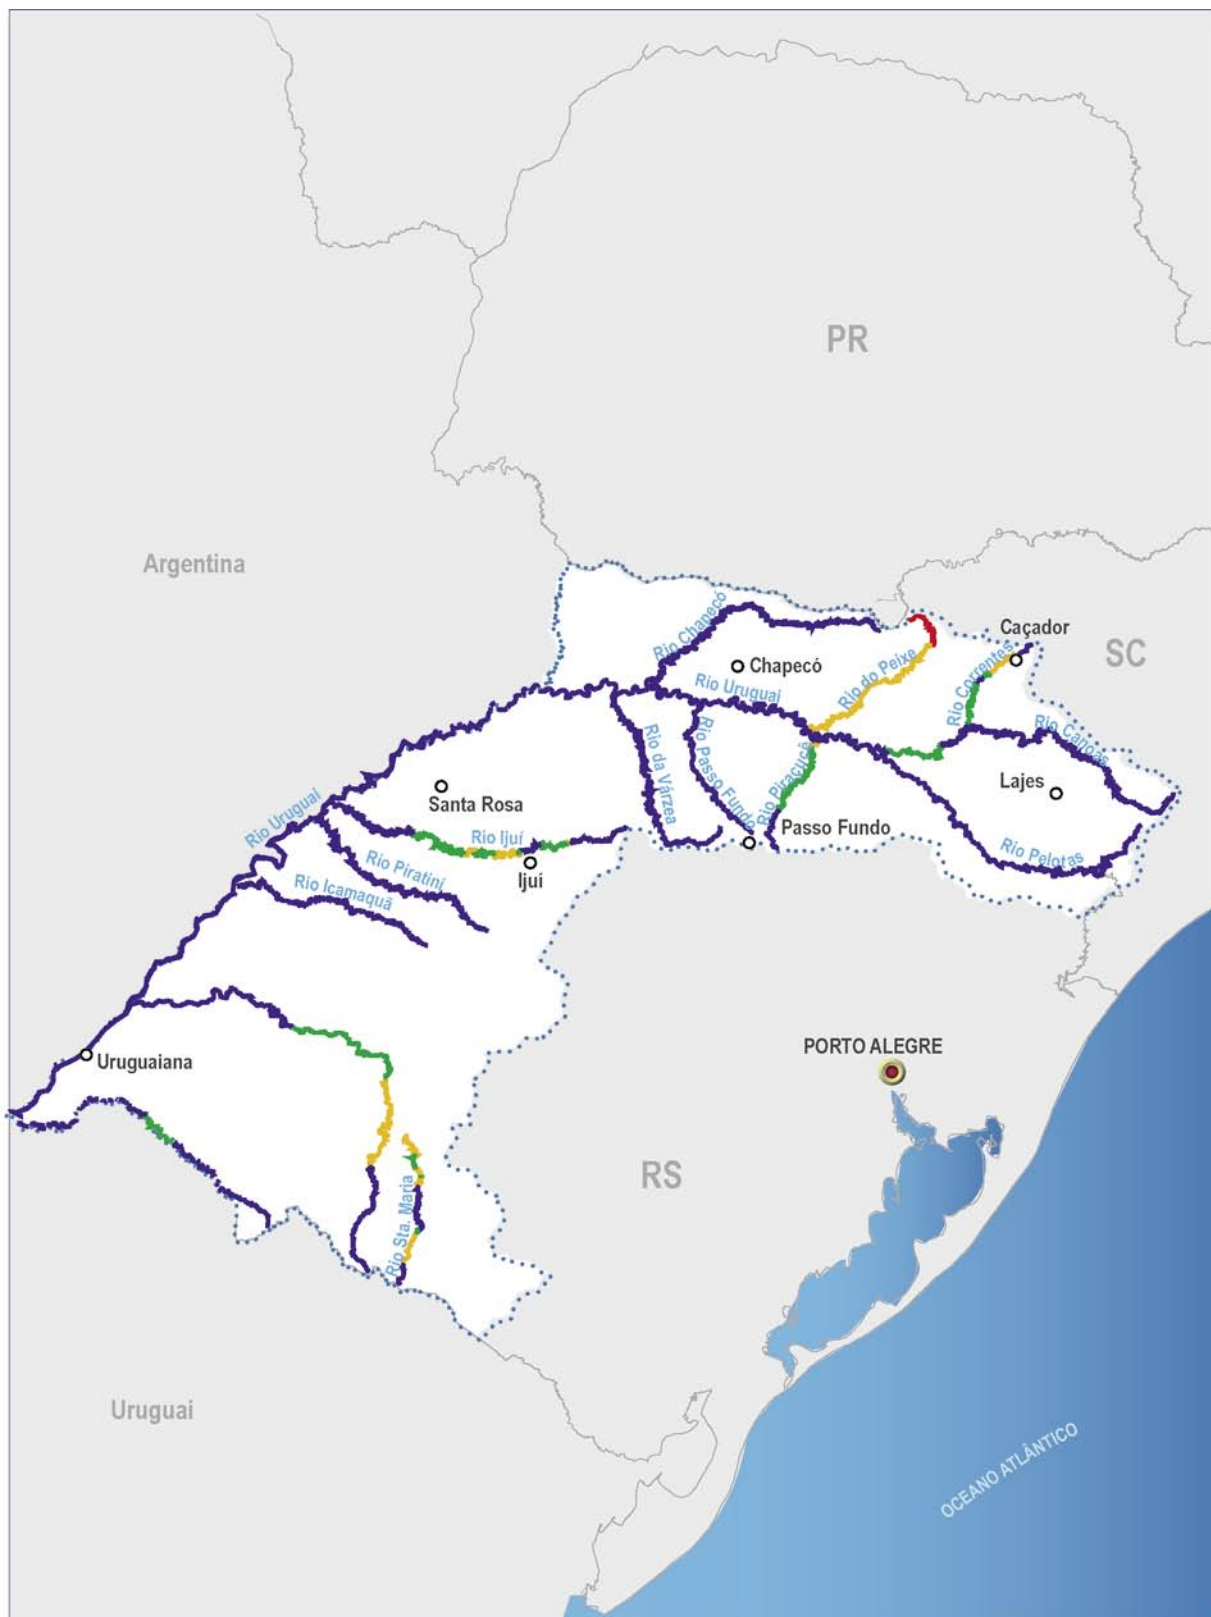 PR
Argentina
Rio Chapecó
Caçador
SC
Rio Correntes
Rio do Peixe
Chapecó
Rio Uruguai
Rio Canoas
Rio da Várzea
Rio Passo Fundo
Rio Piraçucê
Lajes
Santa Rosa
Rio Uruguai
Rio Ijuí
Passo Fundo
Rio Pelotas
Ijuí
Rio Piratini
Rio Icamaquã
PORTO ALEGRE
Uruguaiana
RS
Rio Sta. Maria
Uruguai
OCEANO ATLÂNTICO